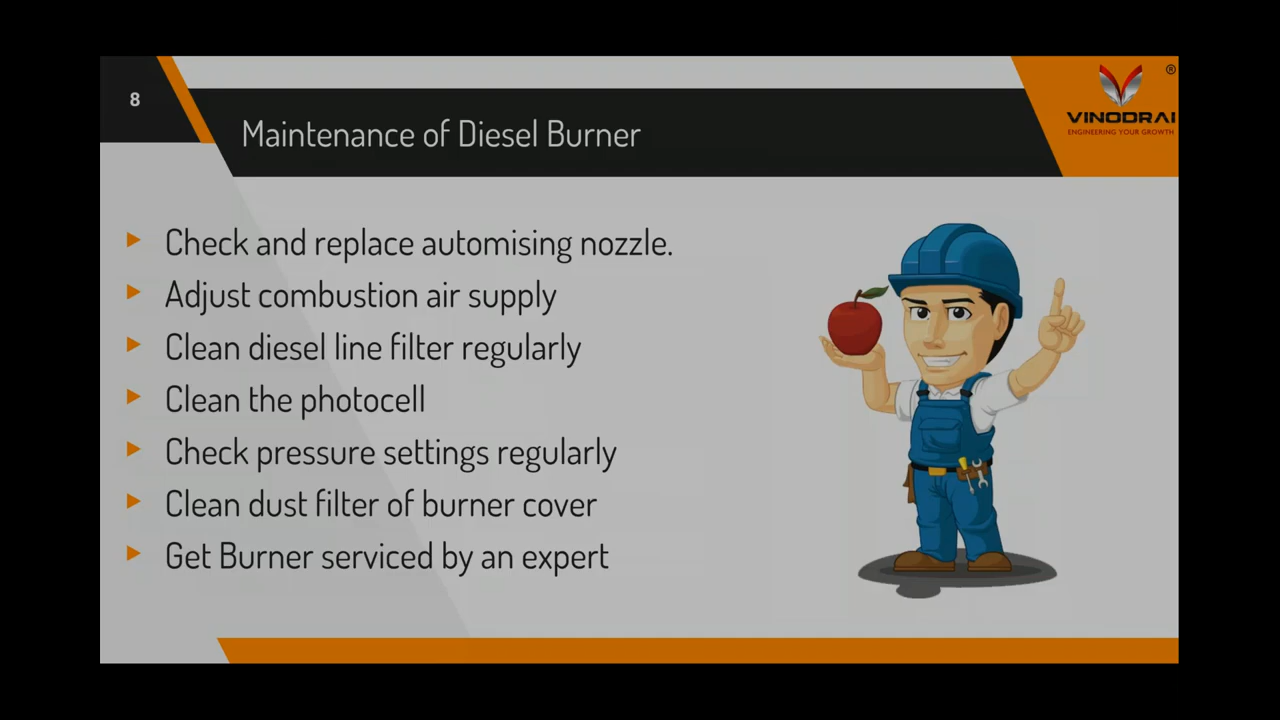 8
Maintenance of Diesel Burner
®
VINODRAI
ENGINEERING YOUR GROWTH
Check and replace automising nozzle.
Adjust combustion air supply
Clean diesel line filter regularly
Clean the photocell
Check pressure settings regularly
Clean dust filter of burner cover
Get Burner serviced by an expert